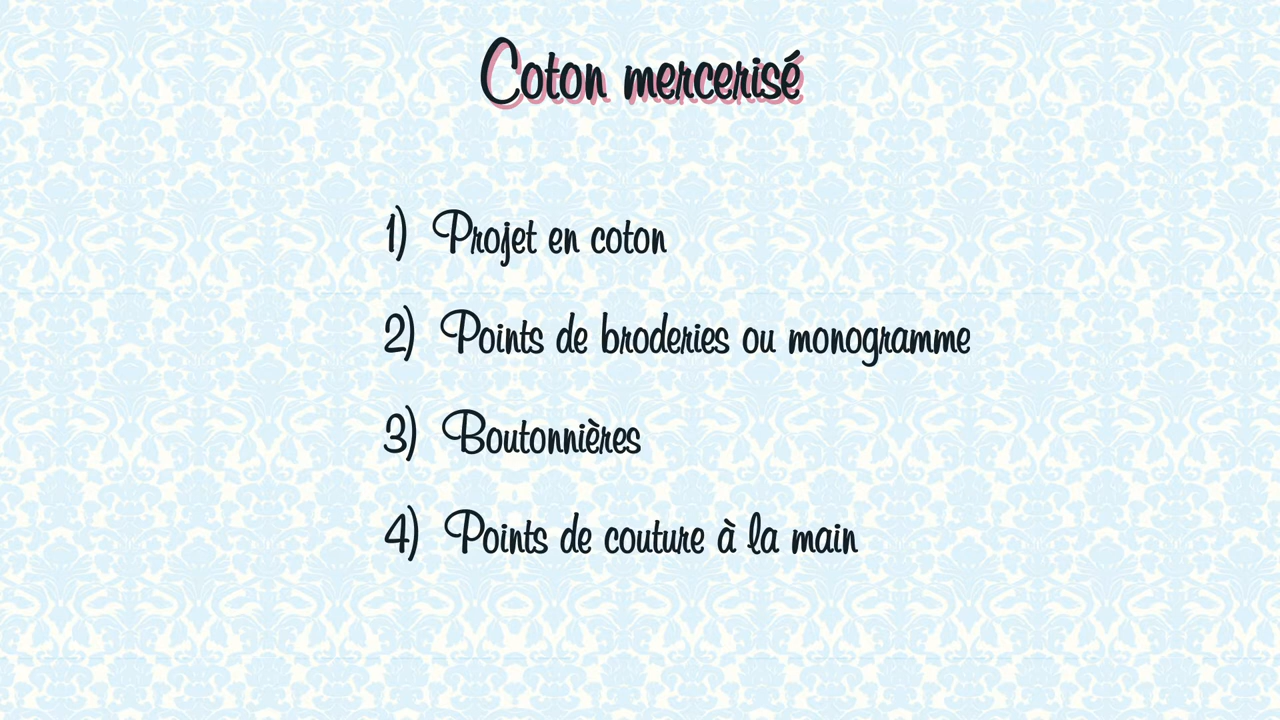 Coton mercerisé
1) Projet en coton
2) Points de broderies ou monogramme
3) Boutonnières
4) Points de couture à la main